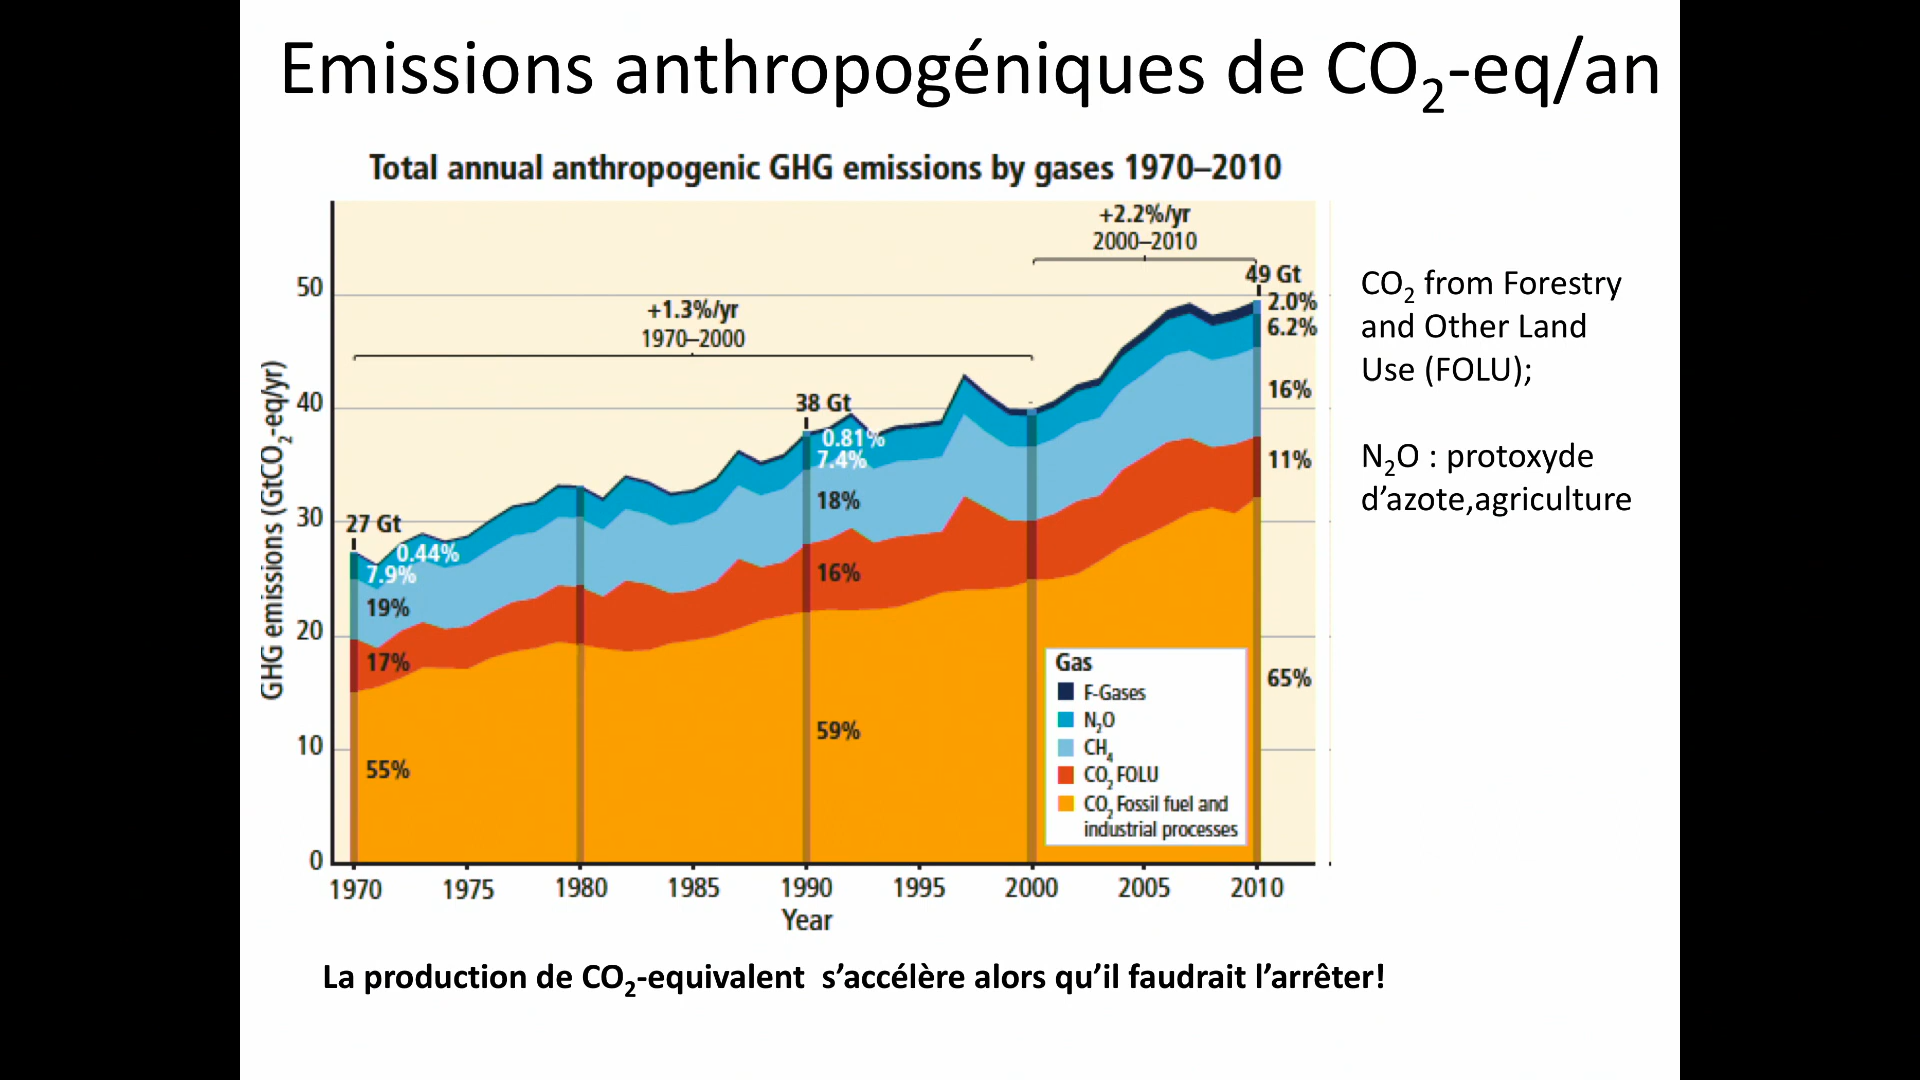 Emissions anthropogéniques de CO₂-eq/an
Total annual anthropogenic GHG emissions by gases 1970–2010
+2.2%/yr
2000–2010
49 Gt
2.0%
6.2%
16%
11%
65%
+1.3%/yr
1970–2000
38 Gt
0.81%
7.4%
18%
16%
59%
27 Gt
0.44%
7.9%
19%
17%
55%
GHG emissions (GtCO₂-eq/yr)
50
40
30
20
10
0
1970
1975
1980
1985
1990
1995
2000
2005
2010
Year
Gas
F-Gases
N₂O
CH₄
CO₂ FOLU
CO₂ Fossil fuel and
industrial processes
CO₂ from Forestry
and Other Land
Use (FOLU);
N₂O : protoxyde
d’azote,agriculture
La production de CO₂-equivalent s’accélère alors qu’il faudrait l’arrêter!